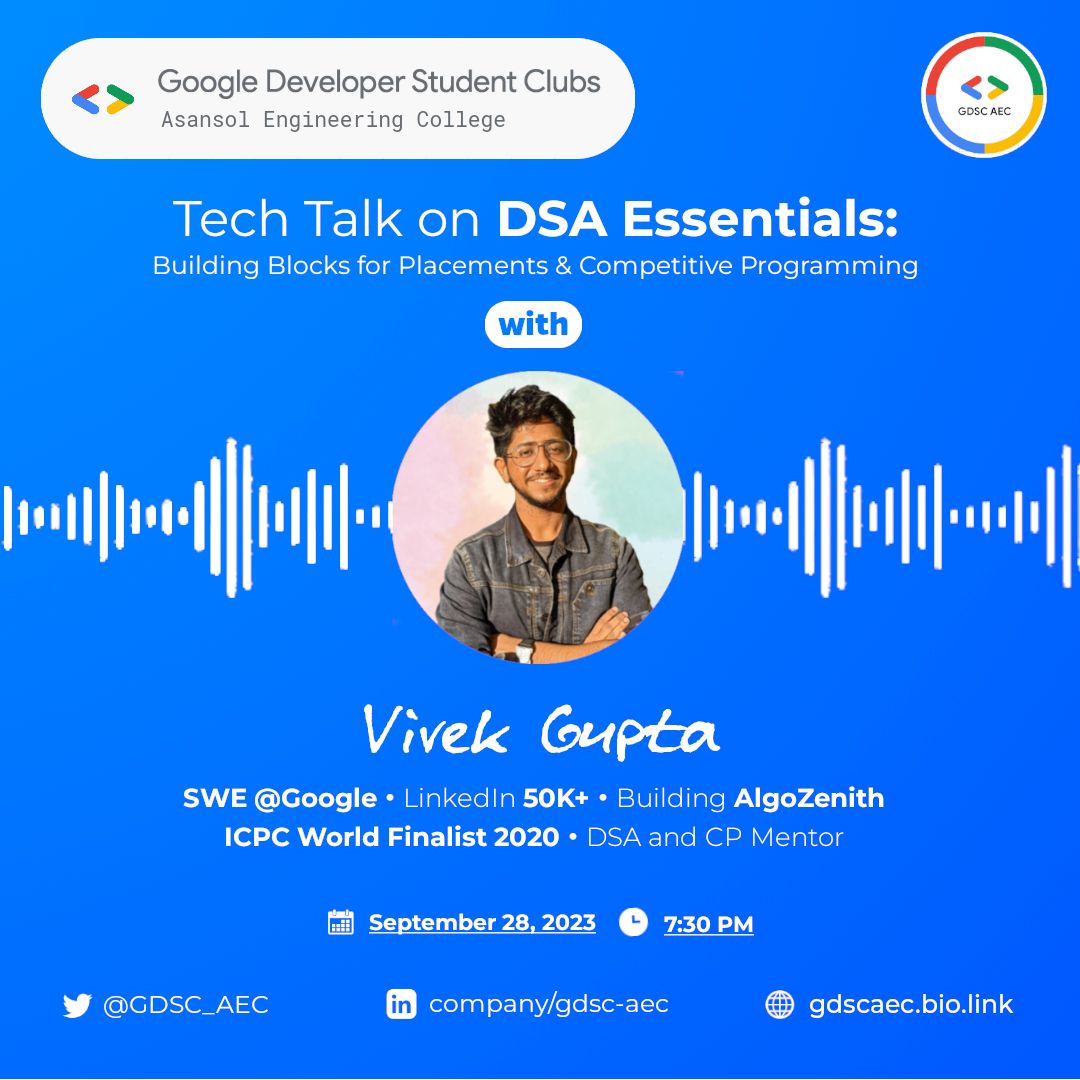 Google Developer Student Clubs
Asansol Engineering College
GDSC AEC
Tech Talk on DSA Essentials:
Building Blocks for Placements & Competitive Programming
with
Vivek Gupta
SWE @Google • LinkedIn 50K+ • Building AlgoZenith
ICPC World Finalist 2020 • DSA and CP Mentor
September 28, 2023 7:30 PM
@GDSC_AEC
company/gdsc-aec
gdscaec.bio.link